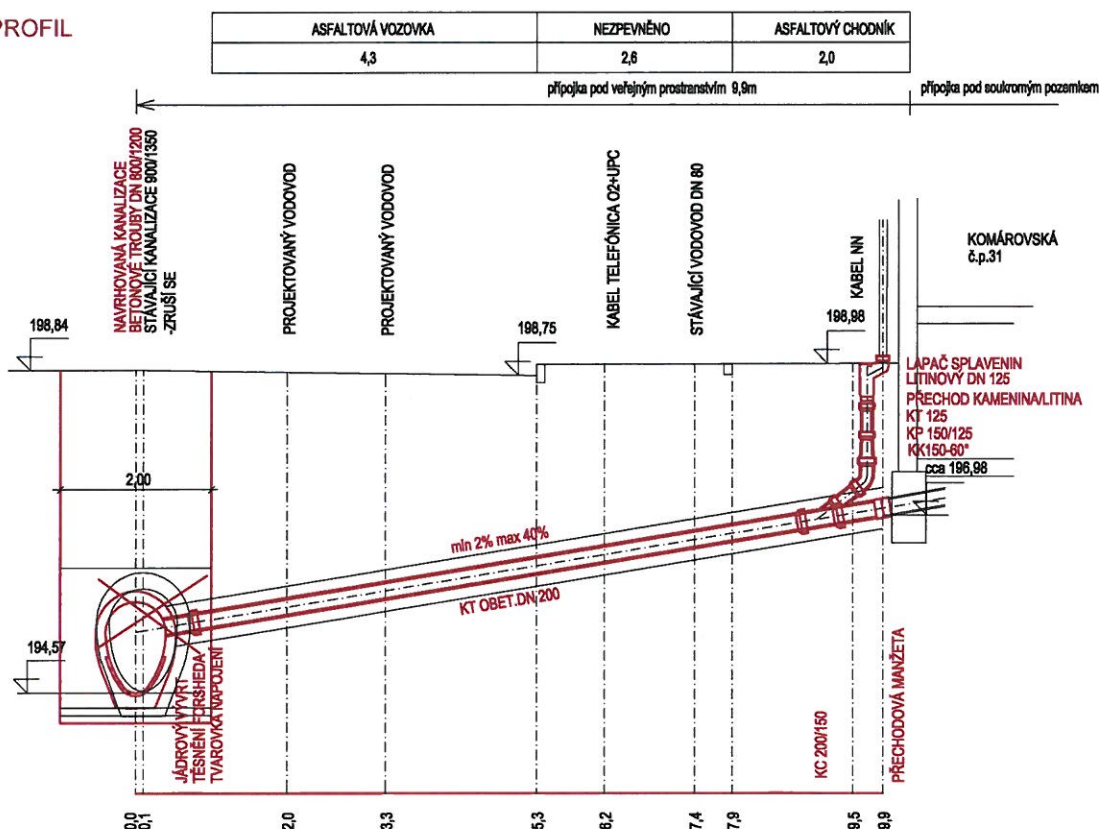 PROFIL
ASFALTOVÁ VOZOVKA
NEZPEVNĚNO
ASFALTOVÝ CHODNÍK
4,3
2,6
2,0
přípojka pod veřejným prostranstvím 9,9m
přípojka pod soukromým pozemkem
NAVRHOVANÁ KANALIZACE
BETONOVÉ TROUBY DN 800/1200
STÁVAJÍCÍ KANALIZACE 900/1350
-ZRUŠÍ SE
PROJEKTOVANÝ VODOVOD
PROJEKTOVANÝ VODOVOD
KABEL TELEFÓNICA O2+UPC
STÁVAJÍCÍ VODOVOD DN 80
KABEL NN
KOMÁROVSKÁ
č.p.31
198,84
198,75
198,98
LAPAČ SPLAVENIN
LITINOVÝ DN 125
PŘECHOD KAMENINA/LITINA
KT 125
KP 150/125
KK150-60°
cca 196,98
2,00
min 2% max 40%
KT OBET.DN 200
194,57
JÁDROVÝ VÝVRT
TĚSNĚNÍ FORSHEDA
TVAROVKA NAPOJENÍ
KC 200/150
PŘECHODOVÁ MANŽETA
0,0
0,1
2,0
3,3
5,3
6,2
7,4
7,9
9,5
9,9